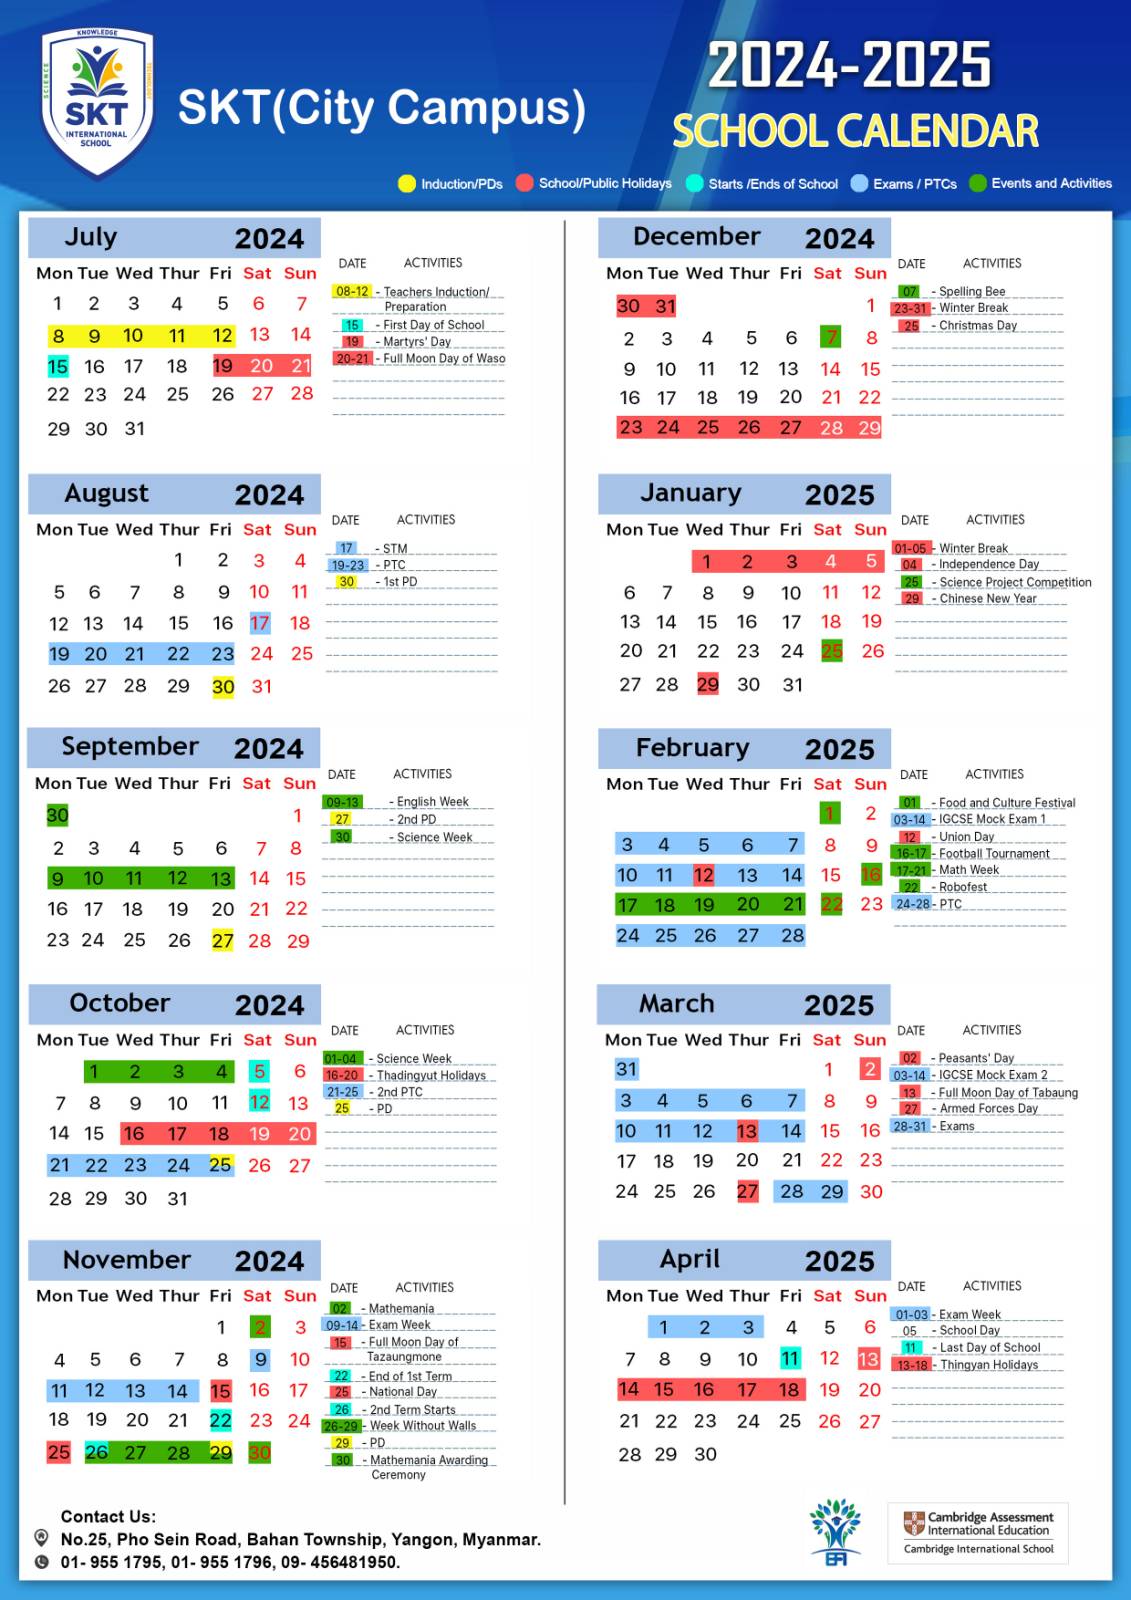 KNOWLEDGE
SCIENCE
TECHNOLOGY
SKT
INTERNATIONAL
SCHOOL
SKT(City Campus)
2024-2025
SCHOOL CALENDAR
Induction/PDs School/Public Holidays Starts /Ends of School Exams / PTCs Events and Activities
July 2024
Mon Tue Wed Thur Fri Sat Sun
1 2 3 4 5 6 7
8 9 10 11 12 13 14
15 16 17 18 19 20 21
22 23 24 25 26 27 28
29 30 31
DATE ACTIVITIES
08-12 - Teachers Induction/
Preparation
15 - First Day of School
19 - Martyrs' Day
20-21 - Full Moon Day of Waso
August 2024
Mon Tue Wed Thur Fri Sat Sun
1 2 3 4
5 6 7 8 9 10 11
12 13 14 15 16 17 18
19 20 21 22 23 24 25
26 27 28 29 30 31
DATE ACTIVITIES
17 - STM
19-23 - PTC
30 - 1st PD
September 2024
Mon Tue Wed Thur Fri Sat Sun
30 1
2 3 4 5 6 7 8
9 10 11 12 13 14 15
16 17 18 19 20 21 22
23 24 25 26 27 28 29
DATE ACTIVITIES
09-13 - English Week
27 - 2nd PD
30 - Science Week
October 2024
Mon Tue Wed Thur Fri Sat Sun
1 2 3 4 5 6
7 8 9 10 11 12 13
14 15 16 17 18 19 20
21 22 23 24 25 26 27
28 29 30 31
DATE ACTIVITIES
01-04 - Science Week
16-20 - Thadingyut Holidays
21-25 - 2nd PTC
25 - PD
November 2024
Mon Tue Wed Thur Fri Sat Sun
1 2 3
4 5 6 7 8 9 10
11 12 13 14 15 16 17
18 19 20 21 22 23 24
25 26 27 28 29 30
DATE ACTIVITIES
02 - Mathemania
09-14 - Exam Week
15 - Full Moon Day of
Tazaungmone
22 - End of 1st Term
25 - National Day
26 - 2nd Term Starts
26-29 - Week Without Walls
29 - PD
30 - Mathemania Awarding
Ceremony
December 2024
Mon Tue Wed Thur Fri Sat Sun
30 31 1
2 3 4 5 6 7 8
9 10 11 12 13 14 15
16 17 18 19 20 21 22
23 24 25 26 27 28 29
DATE ACTIVITIES
07 - Spelling Bee
23-31 - Winter Break
25 - Christmas Day
January 2025
Mon Tue Wed Thur Fri Sat Sun
1 2 3 4 5
6 7 8 9 10 11 12
13 14 15 16 17 18 19
20 21 22 23 24 25 26
27 28 29 30 31
DATE ACTIVITIES
01-05 - Winter Break
04 - Independence Day
25 - Science Project Competition
29 - Chinese New Year
February 2025
Mon Tue Wed Thur Fri Sat Sun
1 2
3 4 5 6 7 8 9
10 11 12 13 14 15 16
17 18 19 20 21 22 23
24 25 26 27 28
DATE ACTIVITIES
01 - Food and Culture Festival
03-14 - IGCSE Mock Exam 1
12 - Union Day
16-17 - Football Tournament
17-21 - Math Week
22 - Robofest
24-28 - PTC
March 2025
Mon Tue Wed Thur Fri Sat Sun
31 1 2
3 4 5 6 7 8 9
10 11 12 13 14 15 16
17 18 19 20 21 22 23
24 25 26 27 28 29 30
DATE ACTIVITIES
02 - Peasants' Day
03-14 - IGCSE Mock Exam 2
13 - Full Moon Day of Tabaung
27 - Armed Forces Day
28-31 - Exams
April 2025
Mon Tue Wed Thur Fri Sat Sun
1 2 3 4 5 6
7 8 9 10 11 12 13
14 15 16 17 18 19 20
21 22 23 24 25 26 27
28 29 30
DATE ACTIVITIES
01-03 - Exam Week
05 - School Day
11 - Last Day of School
13-18 - Thingyan Holidays
Contact Us:
No.25, Pho Sein Road, Bahan Township, Yangon, Myanmar.
01- 955 1795, 01- 955 1796, 09- 456481950.
Cambridge Assessment
International Education
Cambridge International School